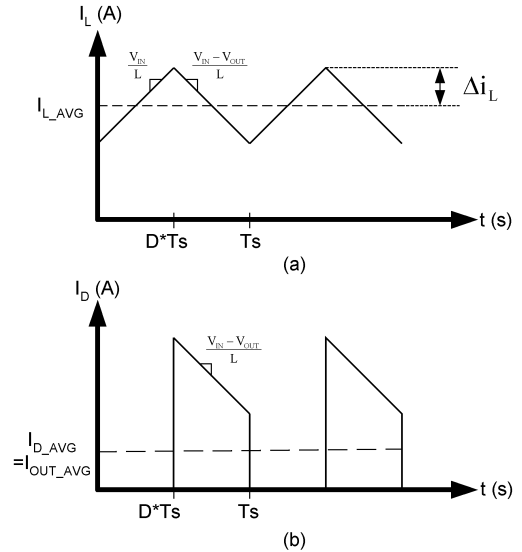 I_L (A)
V_IN
L
V_IN – V_OUT
L
I_L_AVG
Δi_L
t (s)
D*Ts
Ts
(a)
I_D (A)
V_IN – V_OUT
L
I_D_AVG
=I_OUT_AVG
t (s)
D*Ts
Ts
(b)